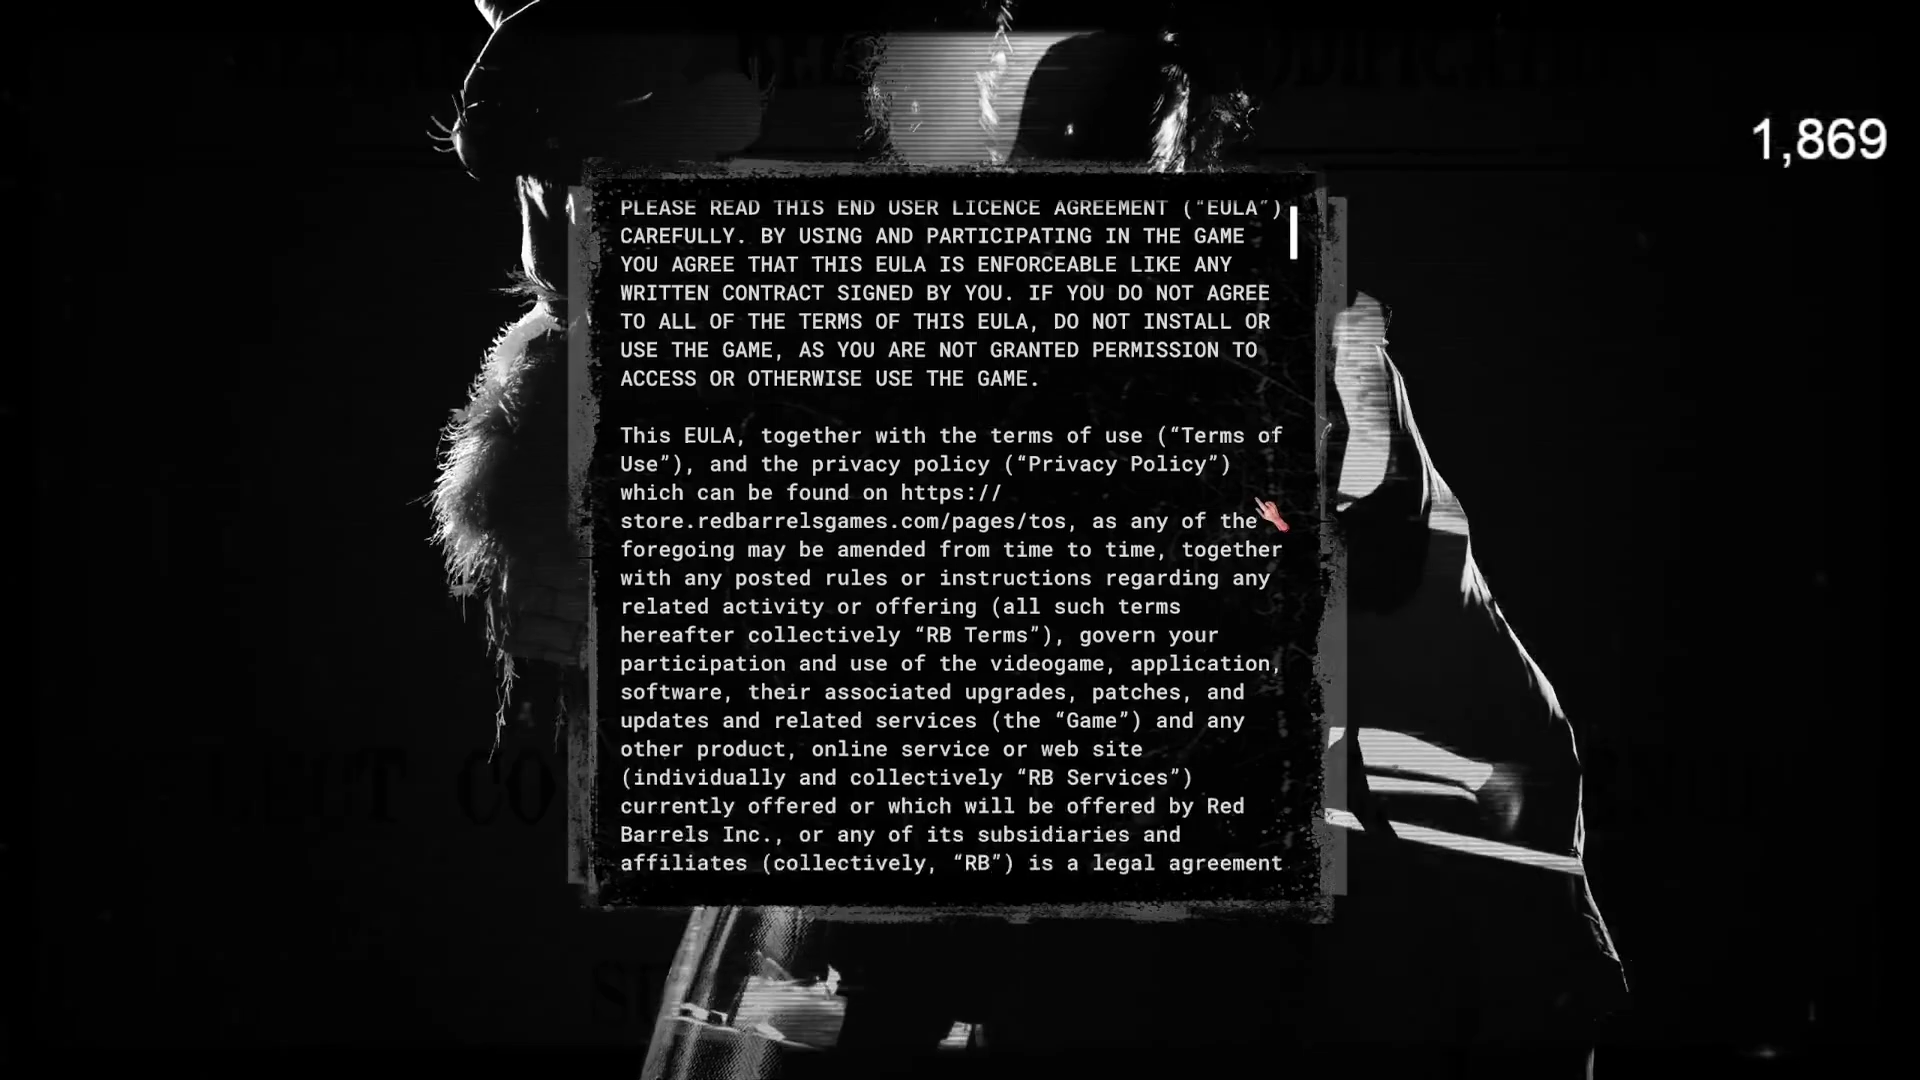 1,869
PLEASE READ THIS END USER LICENCE AGREEMENT (“EULA”)
CAREFULLY. BY USING AND PARTICIPATING IN THE GAME
YOU AGREE THAT THIS EULA IS ENFORCEABLE LIKE ANY
WRITTEN CONTRACT SIGNED BY YOU. IF YOU DO NOT AGREE
TO ALL OF THE TERMS OF THIS EULA, DO NOT INSTALL OR
USE THE GAME, AS YOU ARE NOT GRANTED PERMISSION TO
ACCESS OR OTHERWISE USE THE GAME.
This EULA, together with the terms of use (“Terms of
Use”), and the privacy policy (“Privacy Policy”)
which can be found on https://
store.redbarrelsgames.com/pages/tos, as any of the
foregoing may be amended from time to time, together
with any posted rules or instructions regarding any
related activity or offering (all such terms
hereafter collectively “RB Terms”), govern your
participation and use of the videogame, application,
software, their associated upgrades, patches, and
updates and related services (the “Game”) and any
other product, online service or web site
(individually and collectively “RB Services”)
currently offered or which will be offered by Red
Barrels Inc., or any of its subsidiaries and
affiliates (collectively, “RB”) is a legal agreement